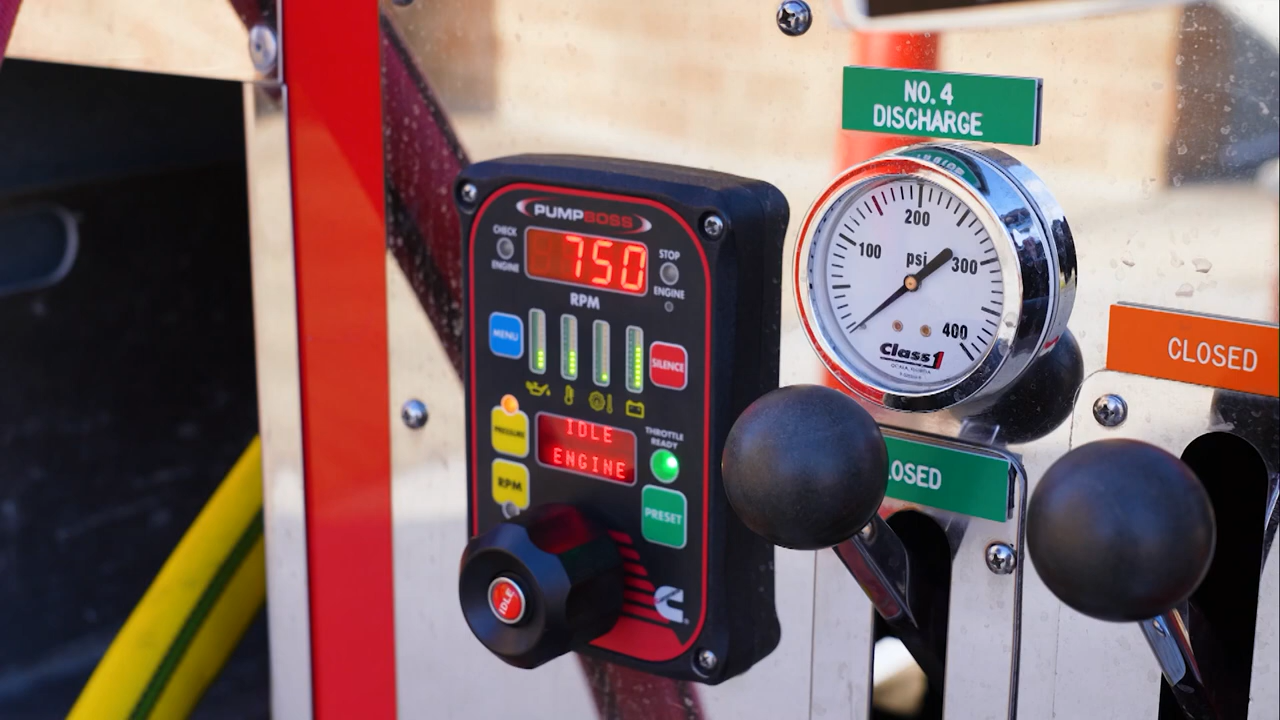 NO. 4
DISCHARGE
PUMPBOSS
CHECK
ENGINE
750
STOP
ENGINE
RPM
MENU
SILENCE
PRESSURE
IDLE
ENGINE
THROTTLE
READY
RPM
PRESET
IDLE
100
200
psi
300
400
Class1
CLOSED
LOSED